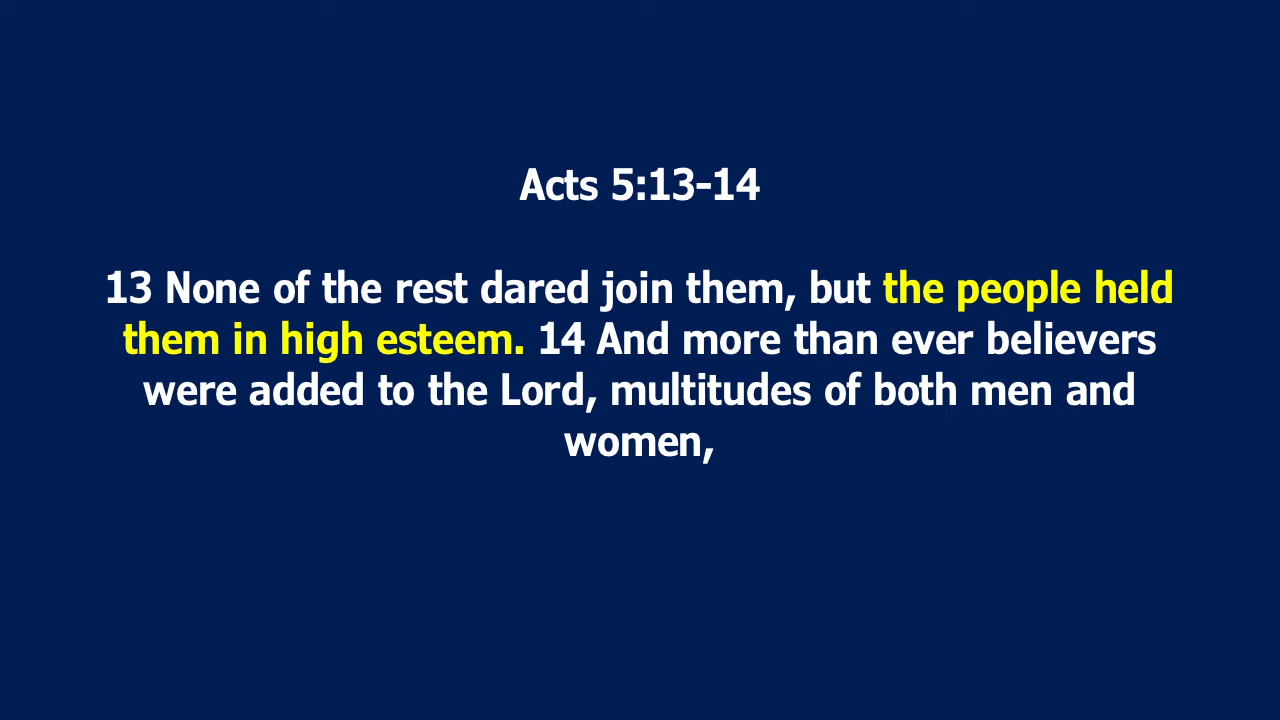 Acts 5:13-14
13 None of the rest dared join them, but the people held
them in high esteem. 14 And more than ever believers
were added to the Lord, multitudes of both men and
women,